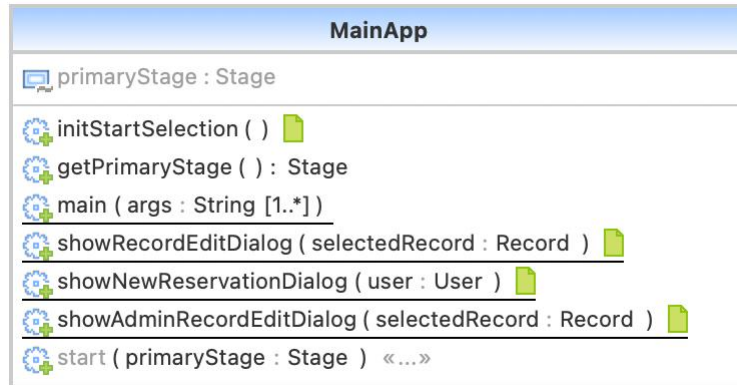 MainApp
primaryStage : Stage
initStartSelection ( )
getPrimaryStage ( ) : Stage
main ( args : String [1..*] )
showRecordEditDialog ( selectedRecord : Record )
showNewReservationDialog ( user : User )
showAdminRecordEditDialog ( selectedRecord : Record )
start ( primaryStage : Stage ) «...»